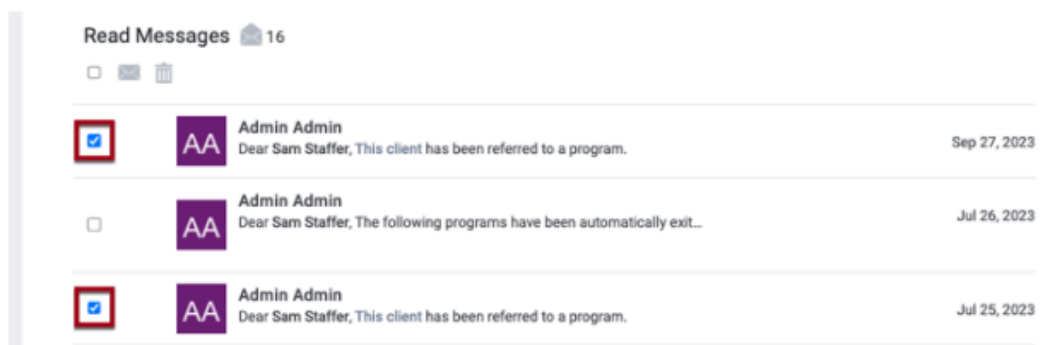 Read Messages 16
AA
Admin Admin
Dear Sam Staffer, This client has been referred to a program.
Sep 27, 2023
AA
Admin Admin
Dear Sam Staffer, The following programs have been automatically exit...
Jul 26, 2023
AA
Admin Admin
Dear Sam Staffer, This client has been referred to a program.
Jul 25, 2023